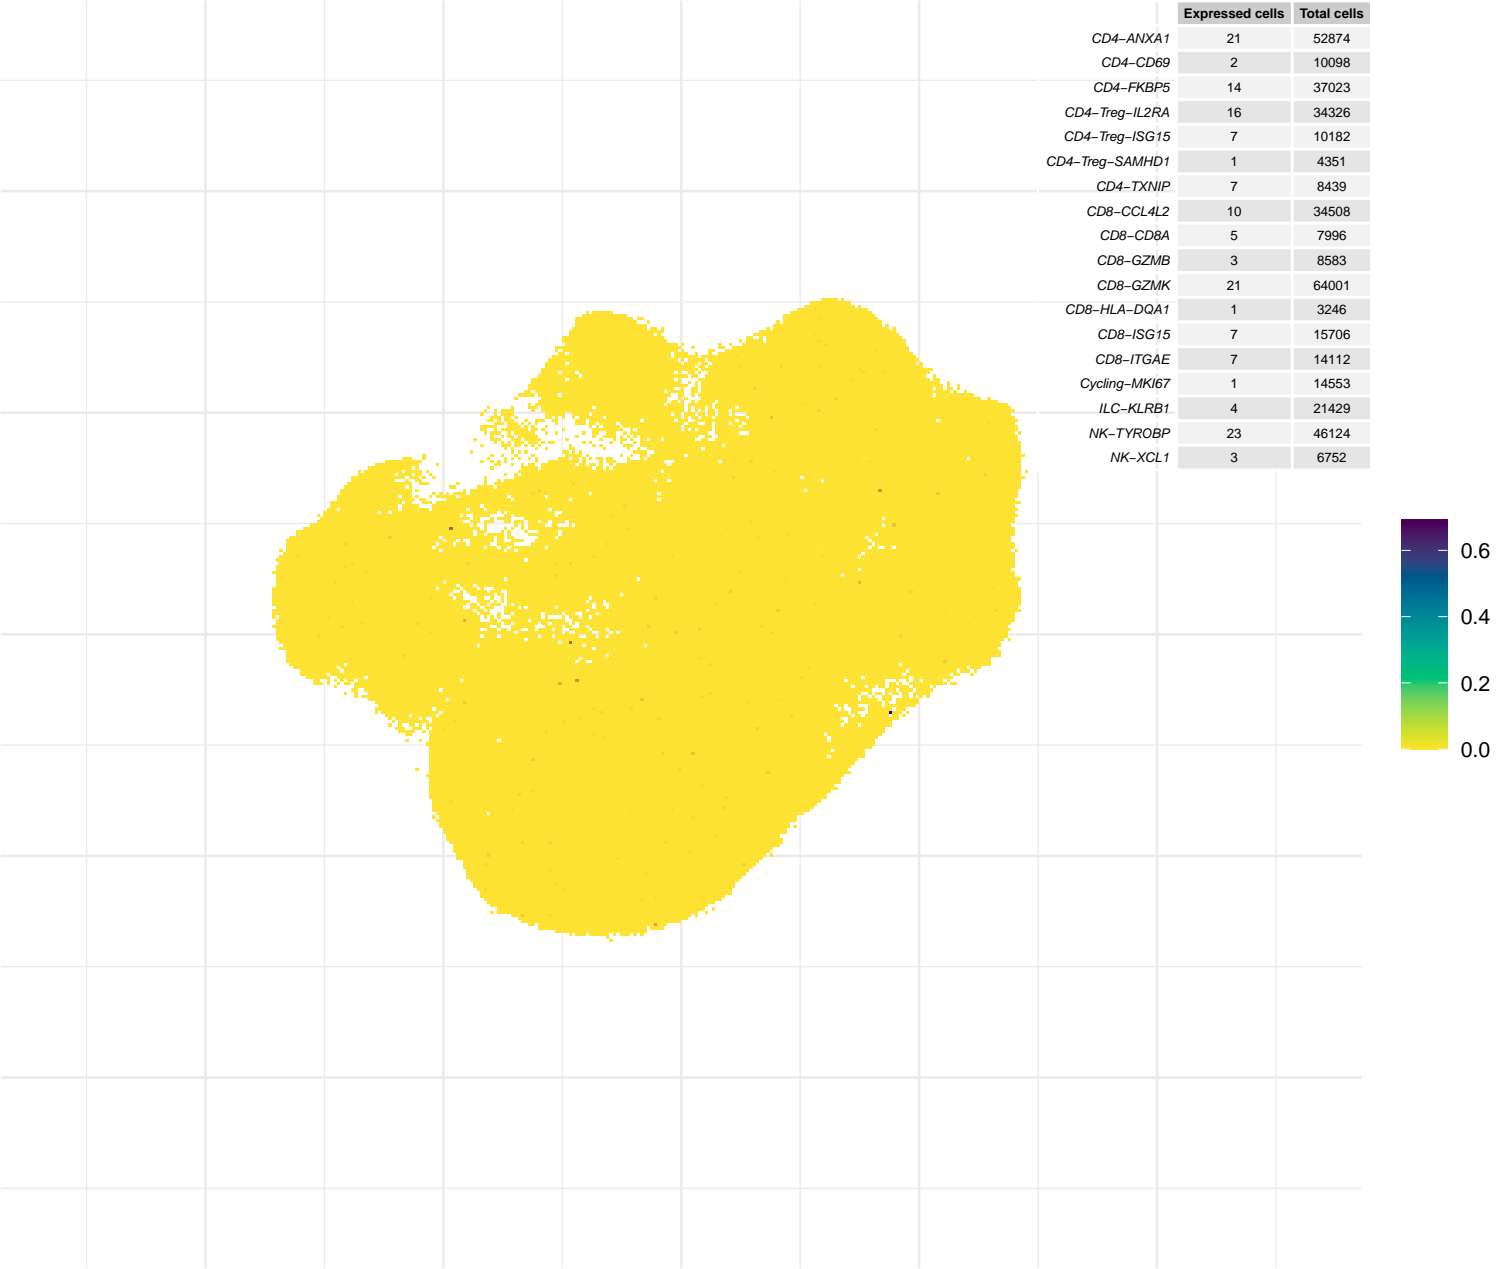 Expressed cells Total cells
CD4−ANXA1 21 52874
CD4−CD69 2 10098
CD4−FKBP5 14 37023
CD4−Treg−IL2RA 16 34326
CD4−Treg−ISG15 7 10182
CD4−Treg−SAMHD1 1 4351
CD4−TXNIP 7 8439
CD8−CCL4L2 10 34508
CD8−CD8A 5 7996
CD8−GZMB 3 8583
CD8−GZMK 21 64001
CD8−HLA−DQA1 1 3246
CD8−ISG15 7 15706
CD8−ITGAE 7 14112
Cycling−MKI67 1 14553
ILC−KLRB1 4 21429
NK−TYROBP 23 46124
NK−XCL1 3 6752
0.6
0.4
0.2
0.0